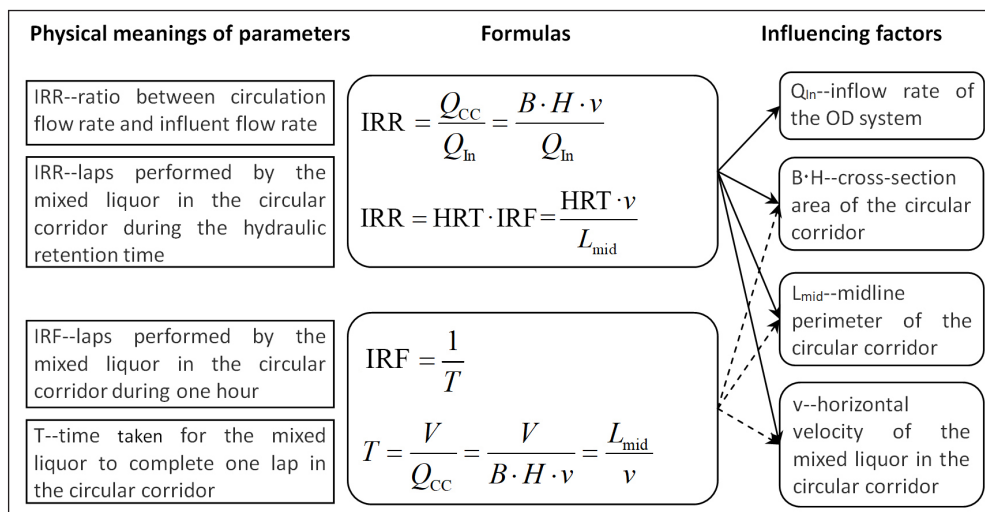 Physical meanings of parameters
Formulas
Influencing factors
IRR--ratio between circulation
flow rate and influent flow rate
IRR--laps performed by the
mixed liquor in the circular
corridor during the hydraulic
retention time
IRF--laps performed by the
mixed liquor in the circular
corridor during one hour
T--time taken for the mixed
liquor to complete one lap in
the circular corridor
IRR = Q_CC / Q_In = B·H·v / Q_In
IRR = HRT·IRF = HRT·v / L_mid
IRF = 1 / T
T = V / Q_CC = V / B·H·v = L_mid / v
QIn--inflow rate of
the OD system
B·H--cross-section
area of the circular
corridor
Lmid--midline
perimeter of the
circular corridor
v--horizontal
velocity of the
mixed liquor in the
circular corridor